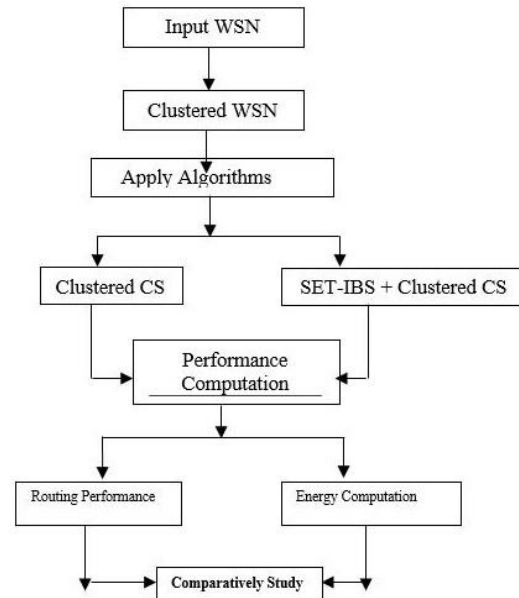 Input WSN
Clustered WSN
Apply Algorithms
Clustered CS
SET-IBS + Clustered CS
Performance
Computation
Routing Performance
Energy Computation
Comparatively Study